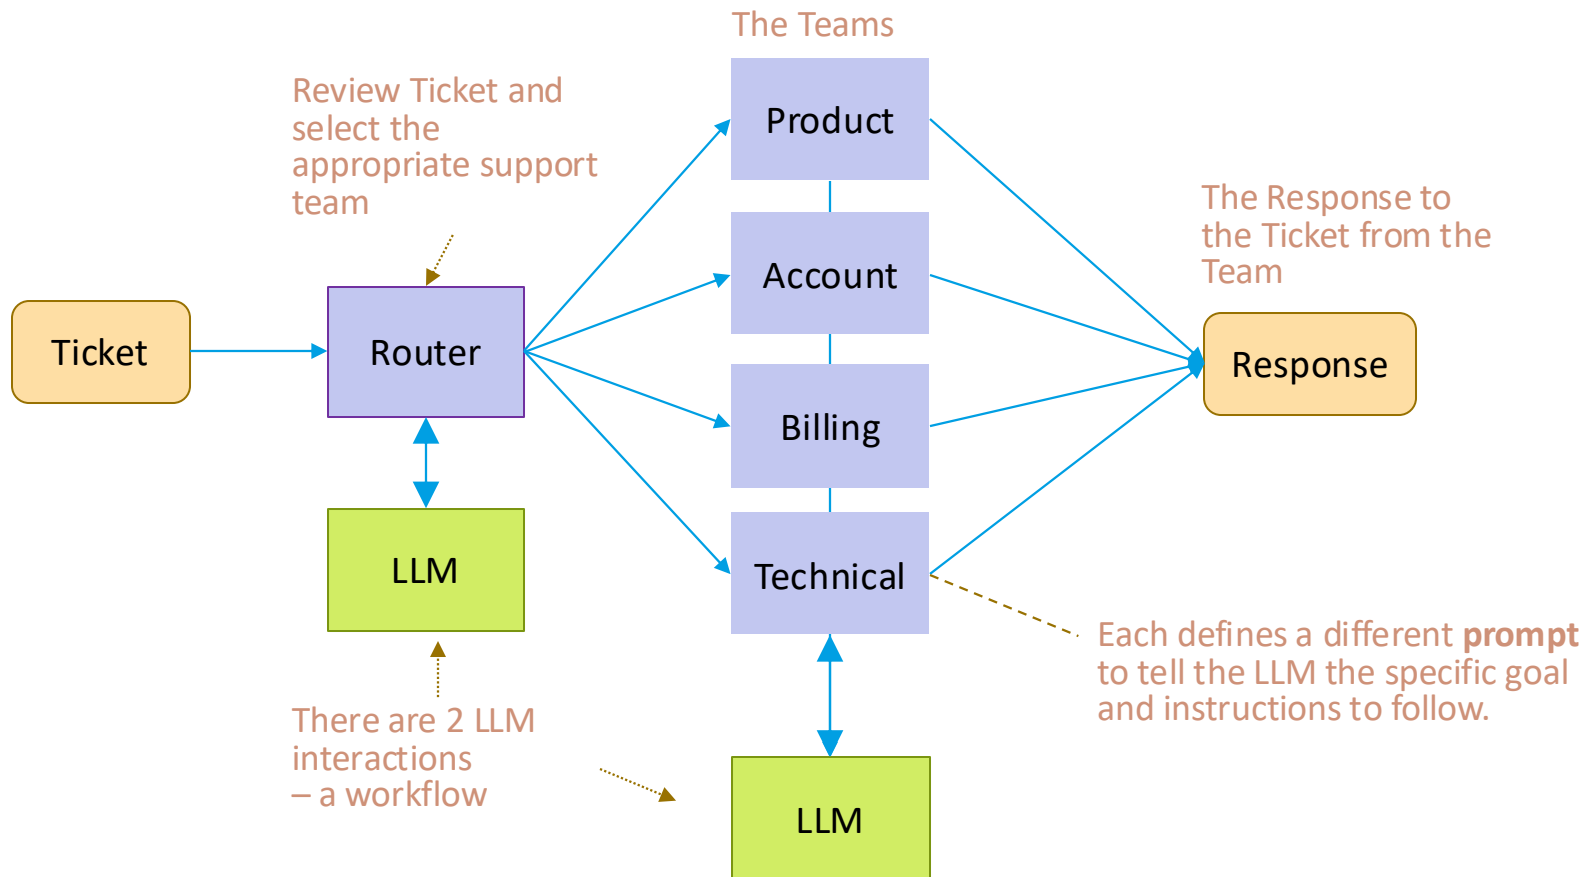 The Teams
Review Ticket and
select the
appropriate support
team
Product
The Response to
the Ticket from the
Team
Account
Ticket
Router
Response
Billing
LLM
Technical
Each defines a different prompt
to tell the LLM the specific goal
and instructions to follow.
There are 2 LLM
interactions
– a workflow
LLM